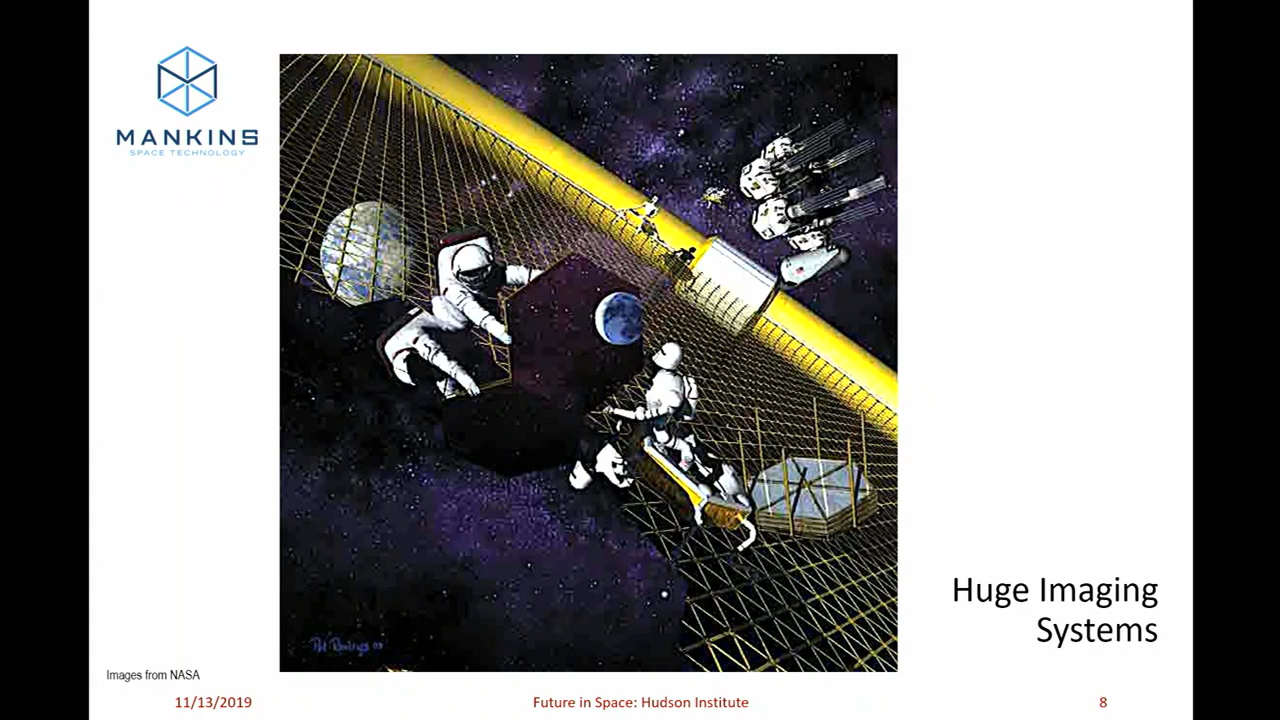 MANKINS
SPACE TECHNOLOGY
Huge Imaging
Systems
Images from NASA
11/13/2019
Future in Space: Hudson Institute
8